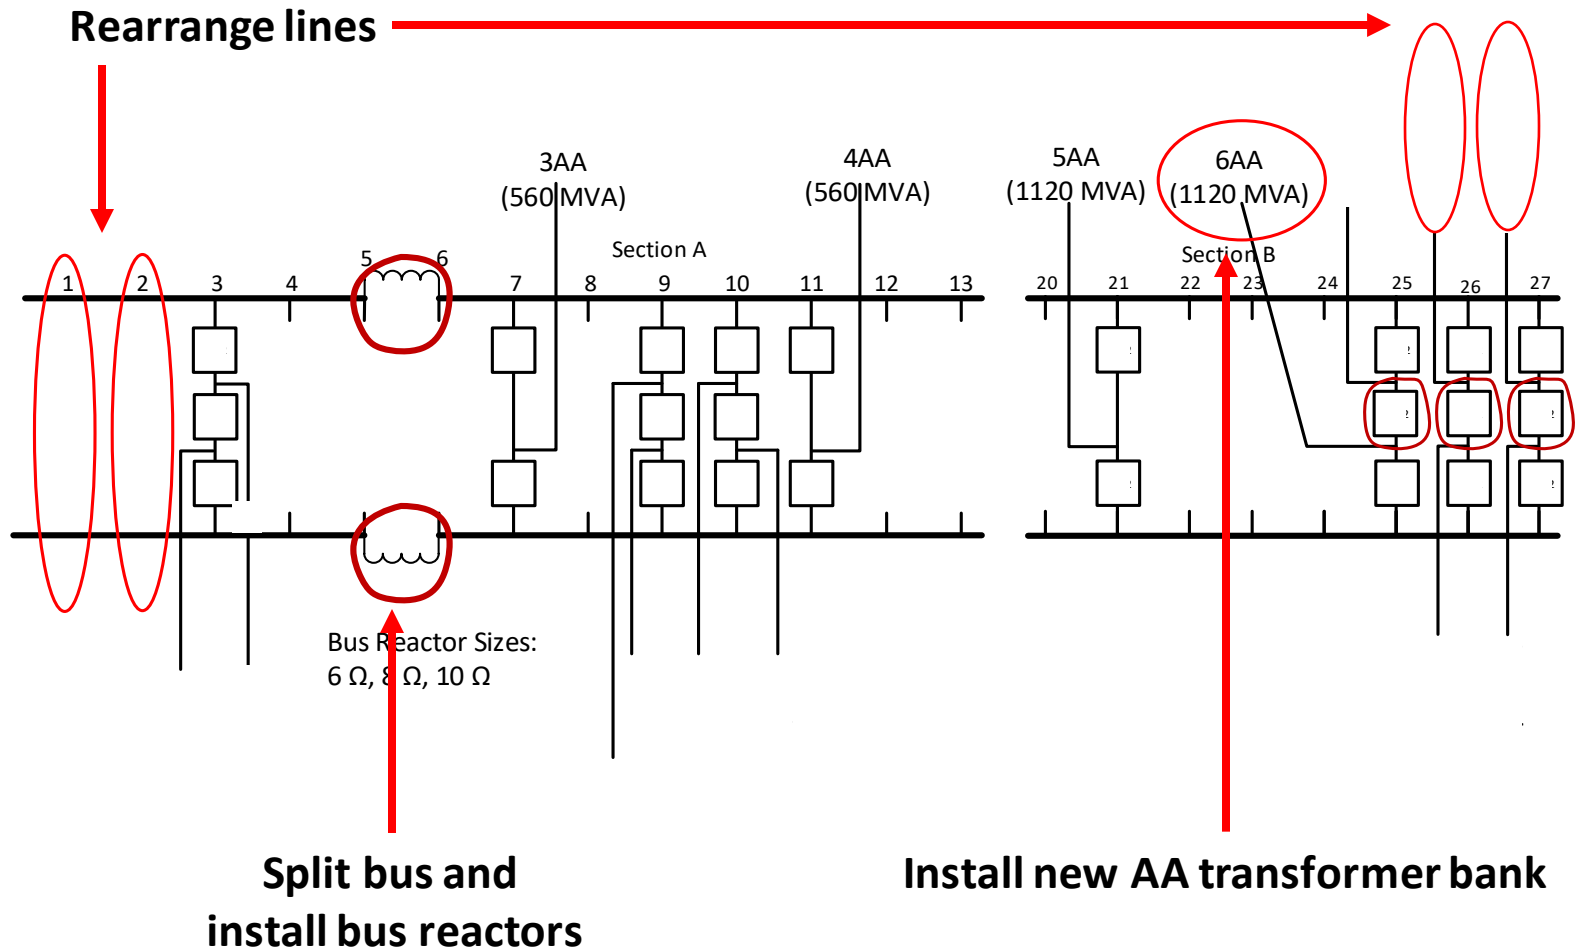 Rearrange lines
3AA
(560 MVA)
4AA
(560 MVA)
5AA
(1120 MVA)
6AA
(1120 MVA)
Section A
Section B
1 2 3 4 5 6 7 8 9 10 11 12 13 20 21 22 23 24 25 26 27
Bus Reactor Sizes:
6 Ω, 8 Ω, 10 Ω
Split bus and
install bus reactors
Install new AA transformer bank